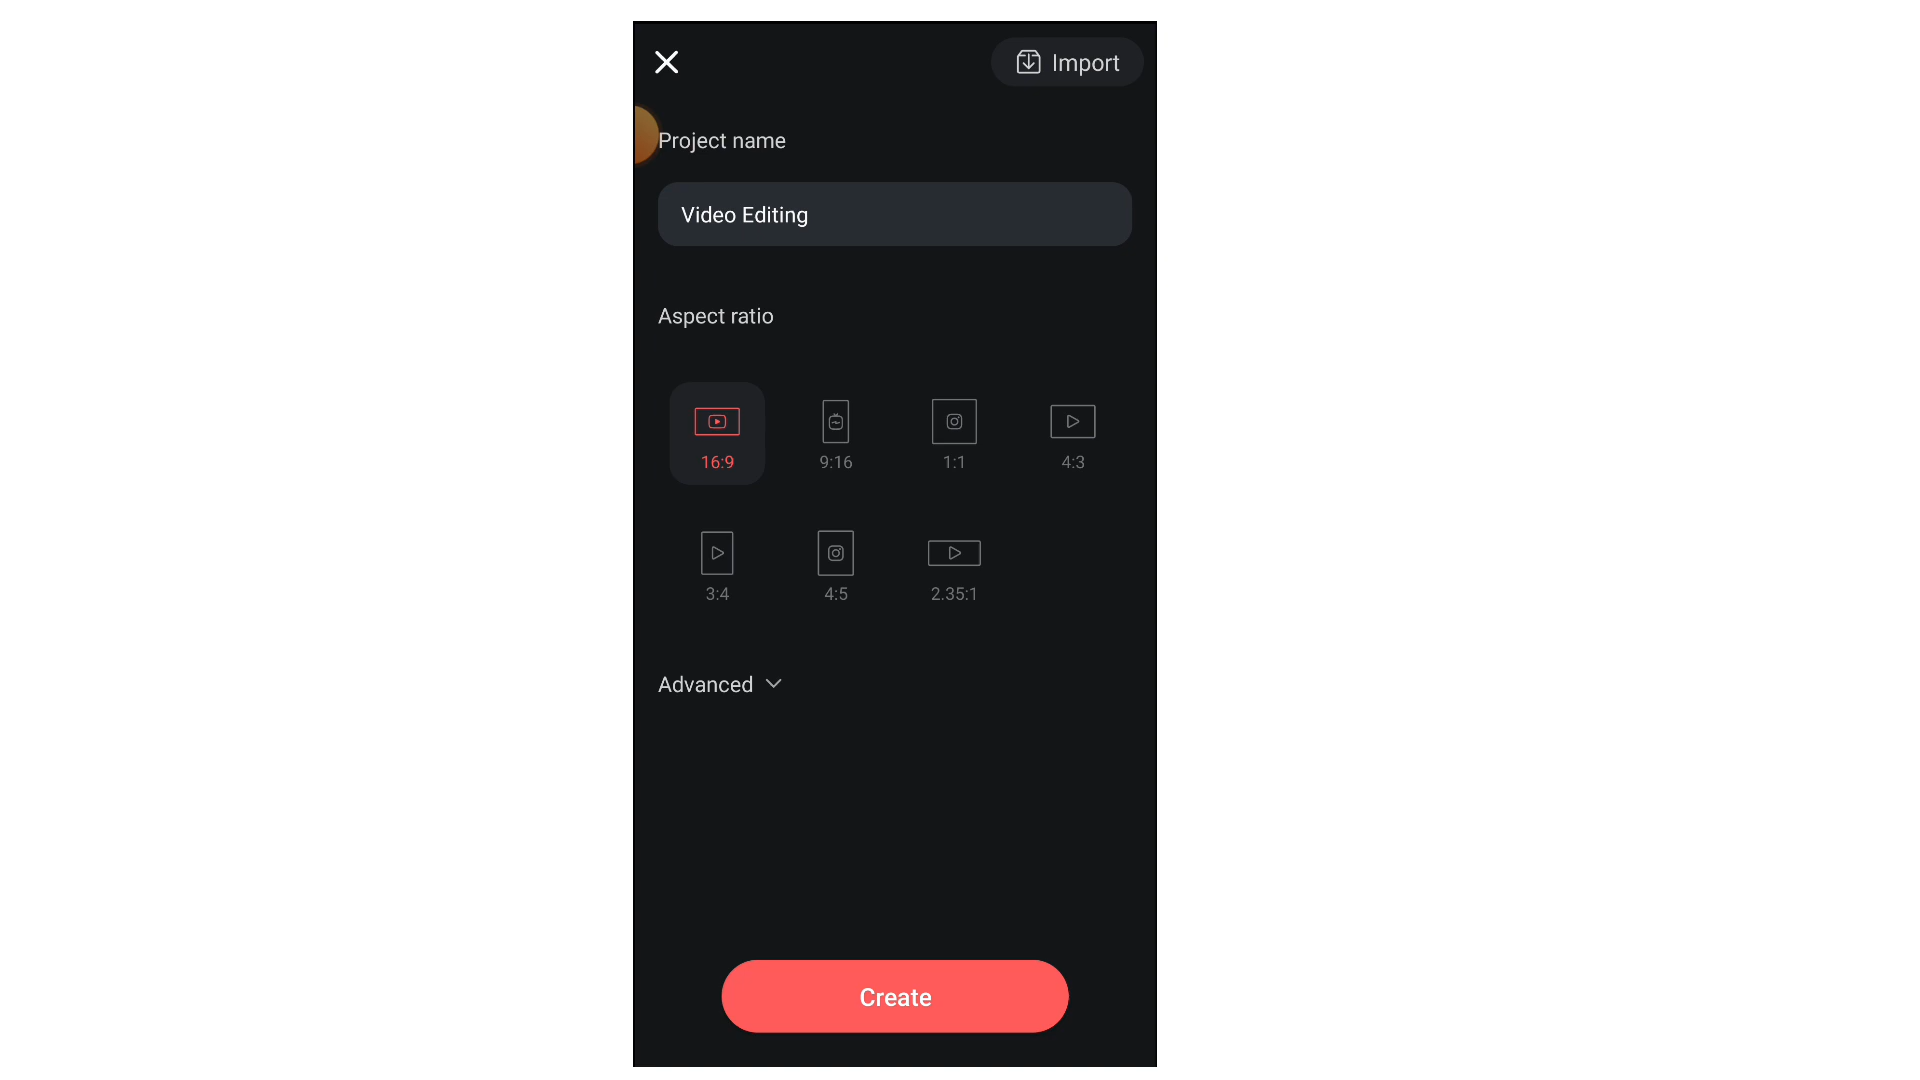 Import
Project name
Video Editing
Aspect ratio
16:9
9:16
1:1
4:3
3:4
4:5
2.35:1
Advanced
Create